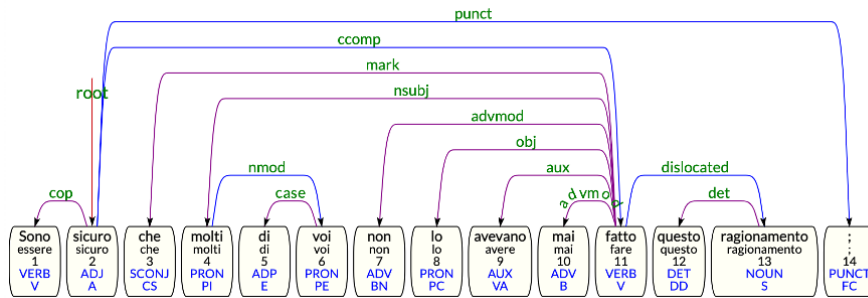 punct
ccomp
mark
root
nsubj
advmod
obj
nmod
aux
advmod
dislocated
cop
case
det
Sono sicuro che molti di voi non lo avevano mai fatto questo ragionamento ;
essere sicuro che molti di voi non lo avere mai fare questo ragionamento ;
1 2 3 4 5 6 7 8 9 10 11 12 13 14
VERB ADJ SCONJ PRON ADP PRON ADV PRON AUX ADV VERB DET NOUN PUNCT
V A CS PI E PE BN PC VA B V DD S FC